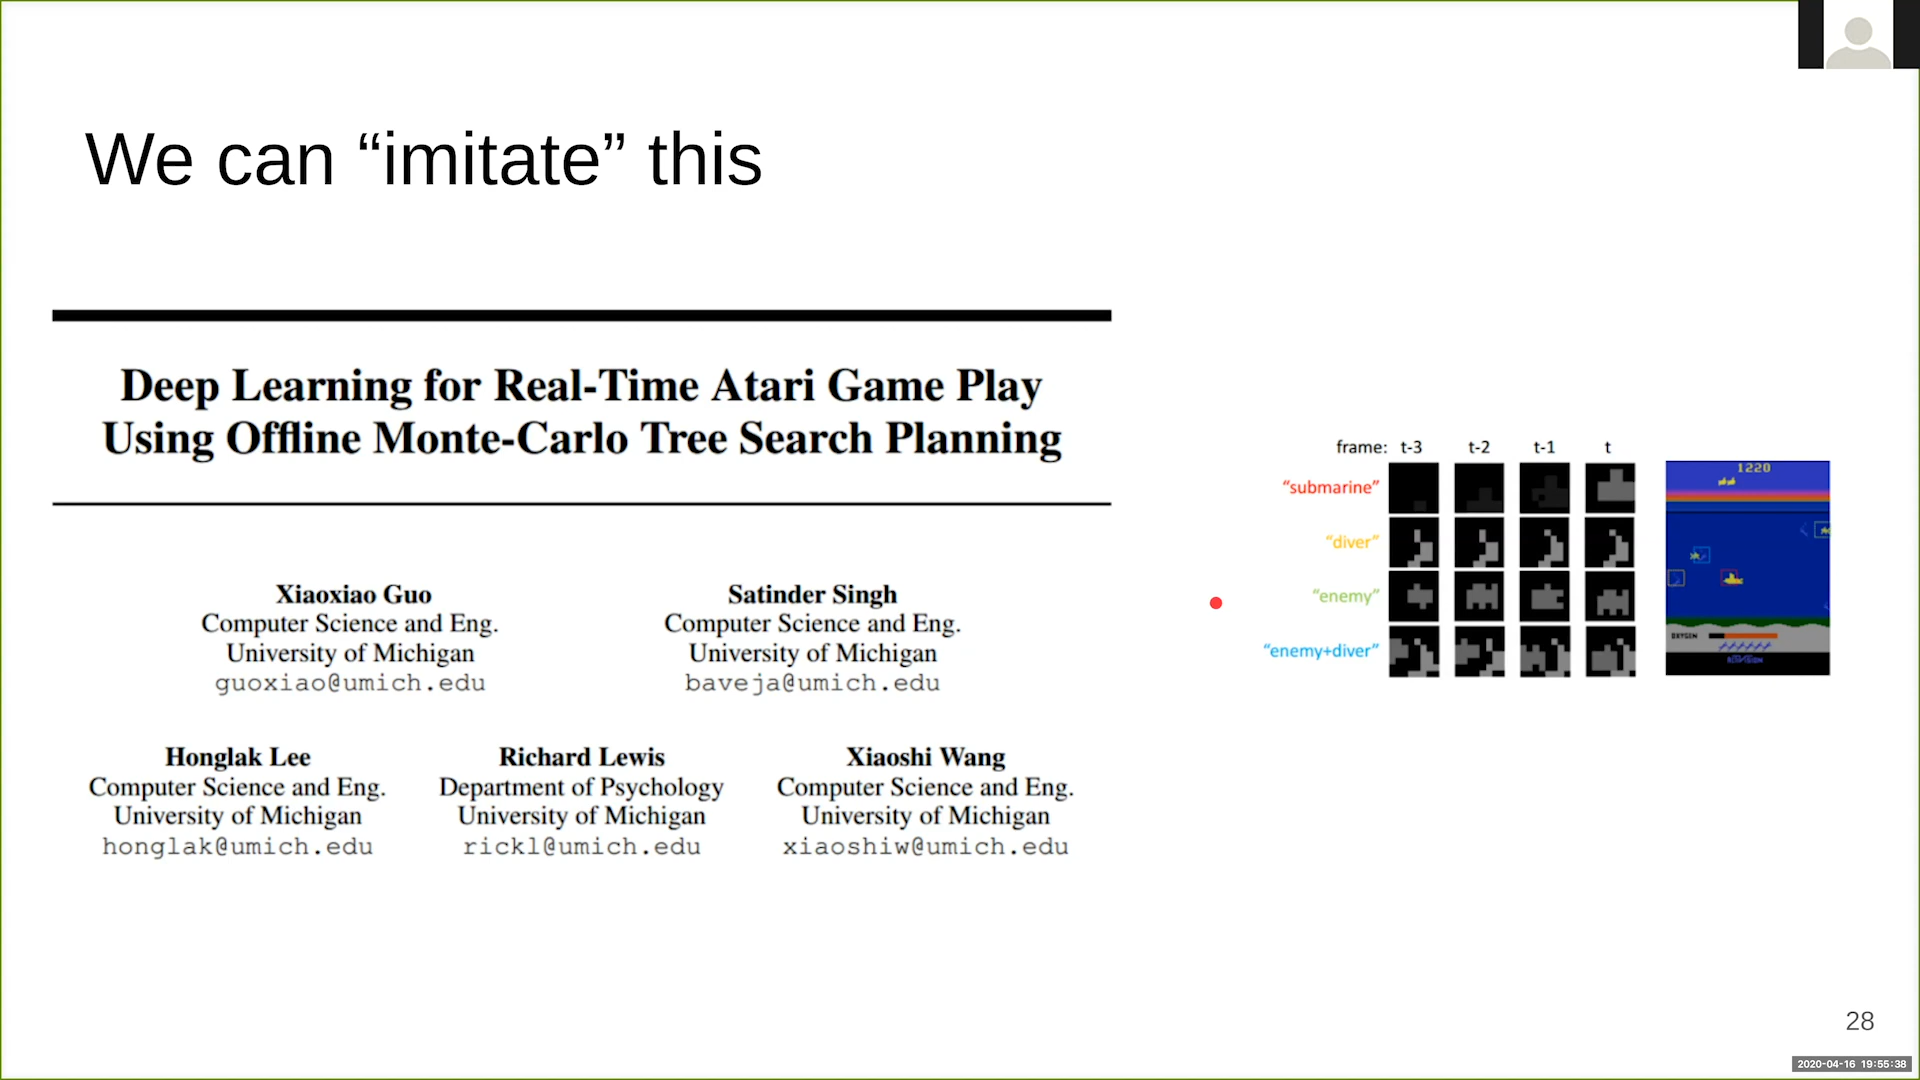 We can “imitate” this
Deep Learning for Real-Time Atari Game Play
Using Offline Monte-Carlo Tree Search Planning
Xiaoxiao Guo
Computer Science and Eng.
University of Michigan
guoxiao@umich.edu
Satinder Singh
Computer Science and Eng.
University of Michigan
baveja@umich.edu
Honglak Lee
Computer Science and Eng.
University of Michigan
honglak@umich.edu
Richard Lewis
Department of Psychology
University of Michigan
rickl@umich.edu
Xiaoshi Wang
Computer Science and Eng.
University of Michigan
xiaoshiw@umich.edu
frame: t-3 t-2 t-1 t
“submarine”
“diver”
“enemy”
“enemy+diver”
1220
OXYGEN
ACTIVISION
28
2020-04-16 19:55:38